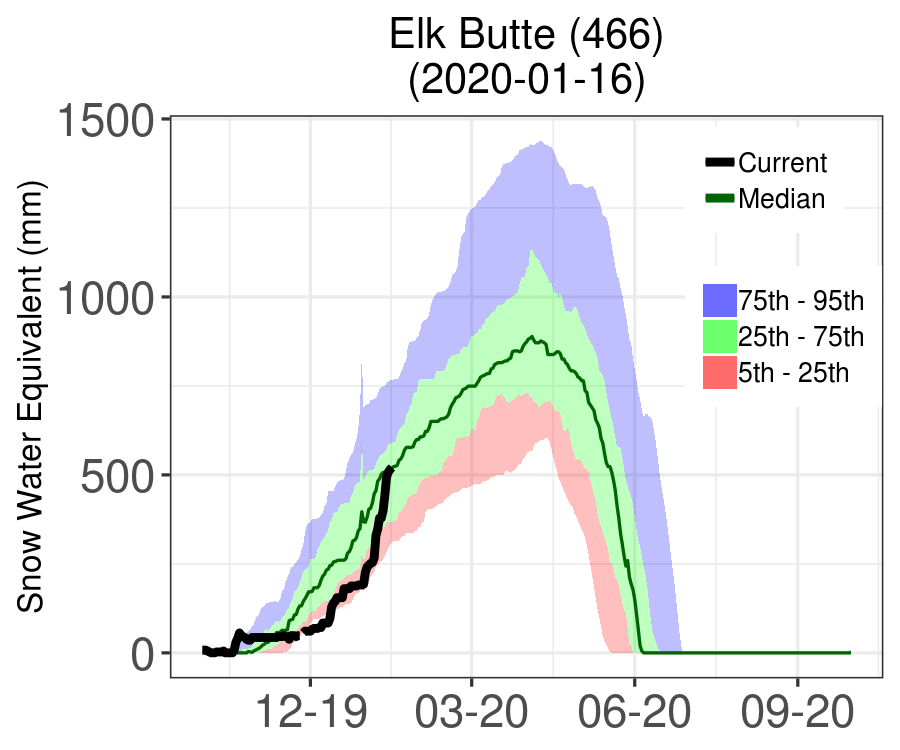 Elk Butte (466)
(2020-01-16)
Snow Water Equivalent (mm)
1500
1000
500
0
12-19
03-20
06-20
09-20
Current
Median
75th - 95th
25th - 75th
5th - 25th